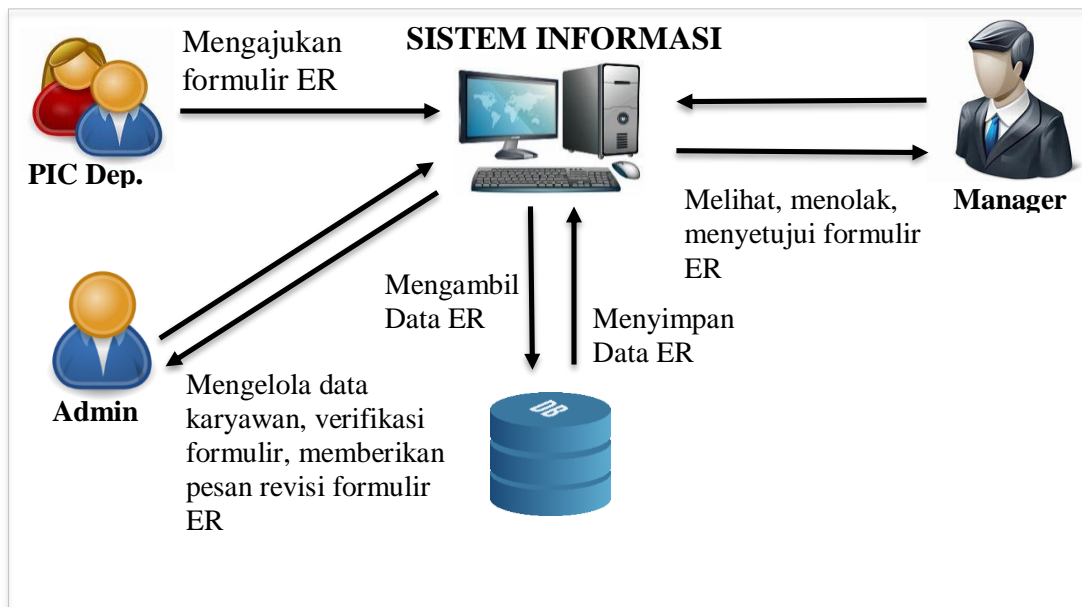 Mengajukan
formulir ER
SISTEM INFORMASI
PIC Dep.
Manager
Melihat, menolak,
menyetujui formulir
ER
Mengambil
Data ER
Menyimpan
Data ER
Admin
Mengelola data
karyawan, verifikasi
formulir, memberikan
pesan revisi formulir
ER
DB